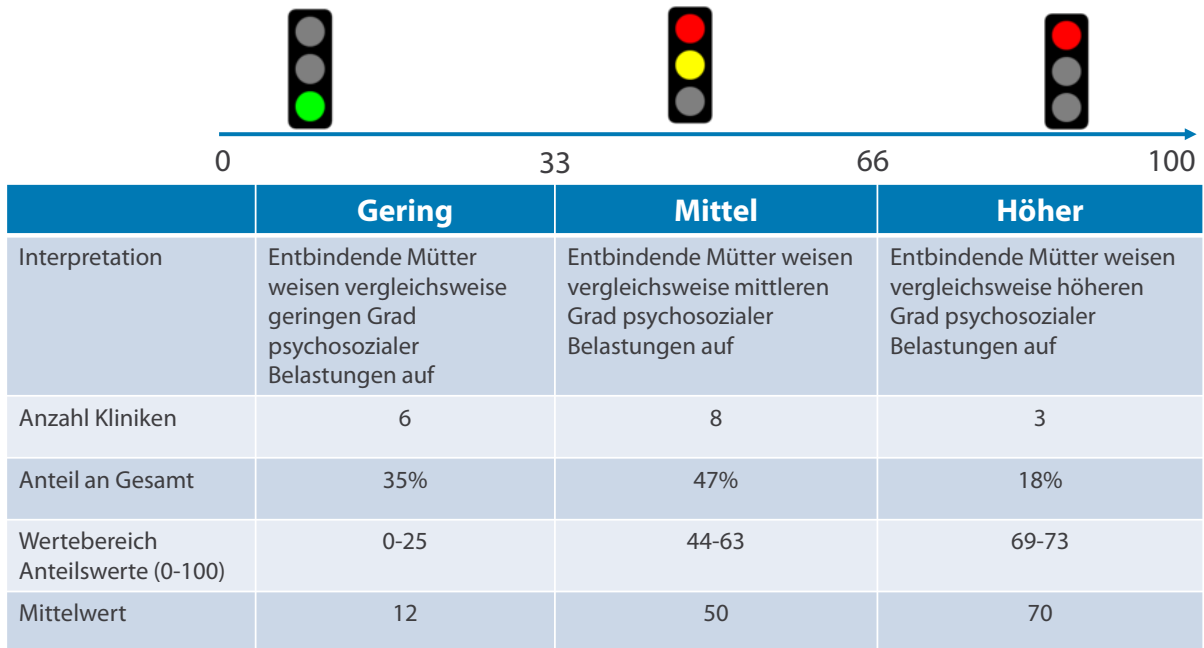 0 33 66 100
Gering Mittel Höher
Interpretation
Entbindende Mütter
weisen vergleichsweise
geringen Grad
psychosozialer
Belastungen auf
Entbindende Mütter weisen
vergleichsweise mittleren
Grad psychosozialer
Belastungen auf
Entbindende Mütter weisen
vergleichsweise höheren
Grad psychosozialer
Belastungen auf
Anzahl Kliniken 6 8 3
Anteil an Gesamt 35% 47% 18%
Wertebereich
Anteilswerte (0-100)
0-25 44-63 69-73
Mittelwert 12 50 70